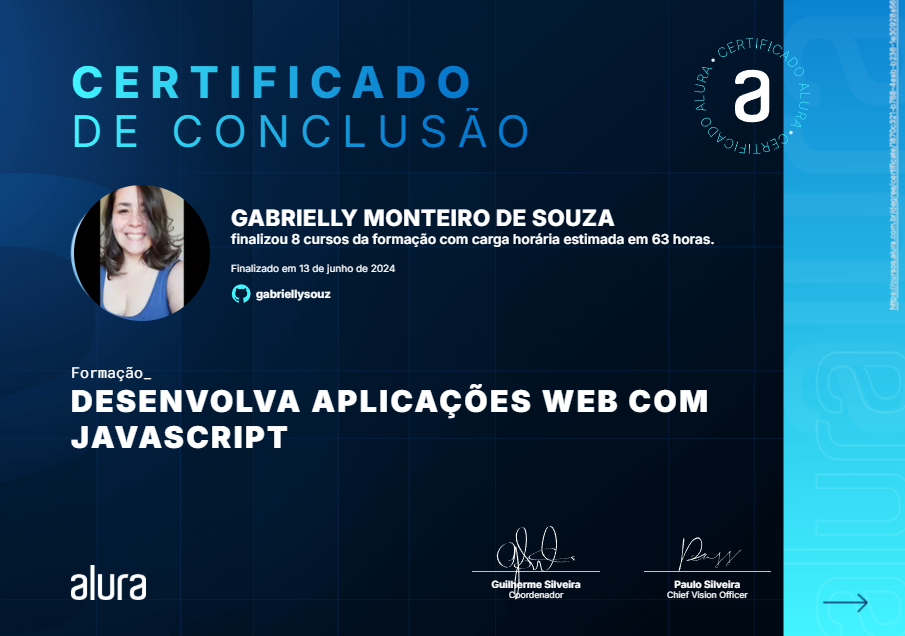 CERTIFICADO
DE CONCLUSÃO
CERTIFICADO ALURA • CERTIFICADO ALURA •
a
GABRIELLY MONTEIRO DE SOUZA
finalizou 8 cursos da formação com carga horária estimada em 63 horas.
Finalizado em 13 de junho de 2024
gabriellysouz
Formação_
DESENVOLVA APLICAÇÕES WEB COM
JAVASCRIPT
alura
Guilherme Silveira
Coordenador
Paulo Silveira
Chief Vision Officer
alura